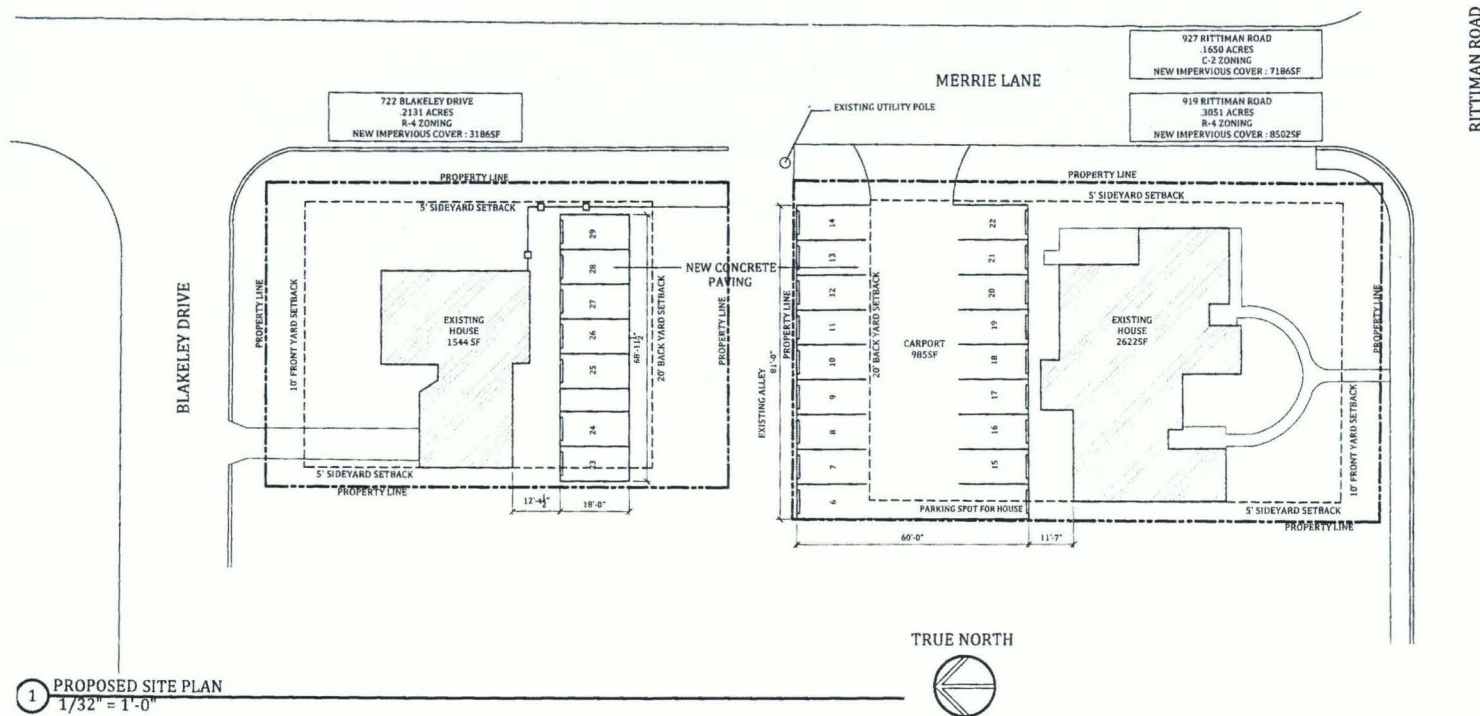 RITTIMAN ROAD
927 RITTIMAN ROAD
.1650 ACRES
C-2 ZONING
NEW IMPERVIOUS COVER : 7186SF
MERRIE LANE
722 BLAKELEY DRIVE
.2131 ACRES
R-4 ZONING
NEW IMPERVIOUS COVER : 3186SF
EXISTING UTILITY POLE
919 RITTIMAN ROAD
.3051 ACRES
R-4 ZONING
NEW IMPERVIOUS COVER : 8502SF
PROPERTY LINE
5' SIDEYARD SETBACK
BLAKELEY DRIVE
PROPERTY LINE
10' FRONT YARD SETBACK
EXISTING
HOUSE
1544 SF
29
28
27
26
25
24
23
68'-11½"
20' BACK YARD SETBACK
PROPERTY LINE
5' SIDEYARD SETBACK
PROPERTY LINE
12'-4½"
18'-0"
NEW CONCRETE
PAVING
PROPERTY LINE
5' SIDEYARD SETBACK
EXISTING ALLEY
81'-0"
PROPERTY LINE
14
13
12
11
10
9
8
7
6
20' BACK YARD SETBACK
CARPORT
985SF
22
21
20
19
18
17
16
15
PARKING SPOT FOR HOUSE
EXISTING
HOUSE
2622SF
10' FRONT YARD SETBACK
PROPERTY LINE
5' SIDEYARD SETBACK
PROPERTY LINE
60'-0"
11'-7"
TRUE NORTH
1
PROPOSED SITE PLAN
1/32" = 1'-0"